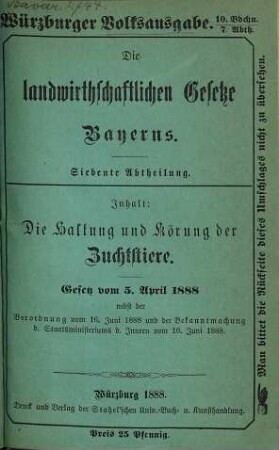 Bavar. 2777
Würzburger Volksausgabe. 10. Bdchn.
7. Abth.
Die
landwirthschaftlichen Gesetze
Bayerns.
Siebente Abtheilung.
Inhalt:
Die Haltung und Körung der
Zuchtstiere.
Gesetz vom 5. April 1888
nebst der
Verordnung vom 16. Juni 1888 und der Bekanntmachung
d. Staatsministeriums d. Innern vom 16. Juni 1888.
Würzburg 1888.
Druck und Verlag der Stahel'schen Univ.-Buch- u. Kunsthandlung.
Preis 25 Pfennig.
Man bittet die Rückseite dieses Umschlages nicht zu übersehen.